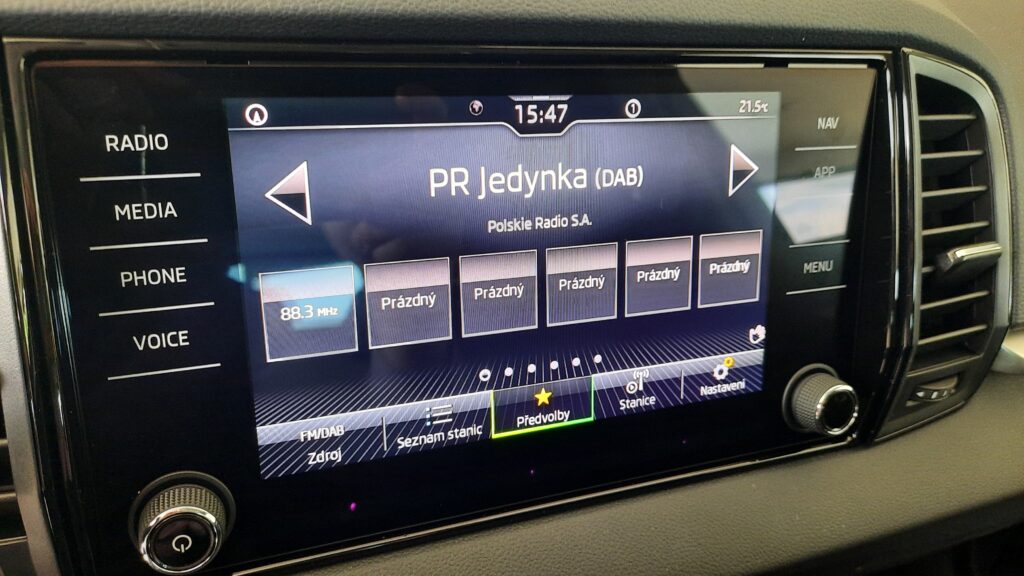 15:47
1
21.5°C
RADIO
MEDIA
PHONE
VOICE
PR Jedynka (DAB)
Polskie Radio S.A.
88.3 MHz
Prázdný
Prázdný
Prázdný
Prázdný
Prázdný
FM/DAB
Zdroj
Seznam stanic
Předvolby
Stanice
Nastavení
NAV
APP
MENU